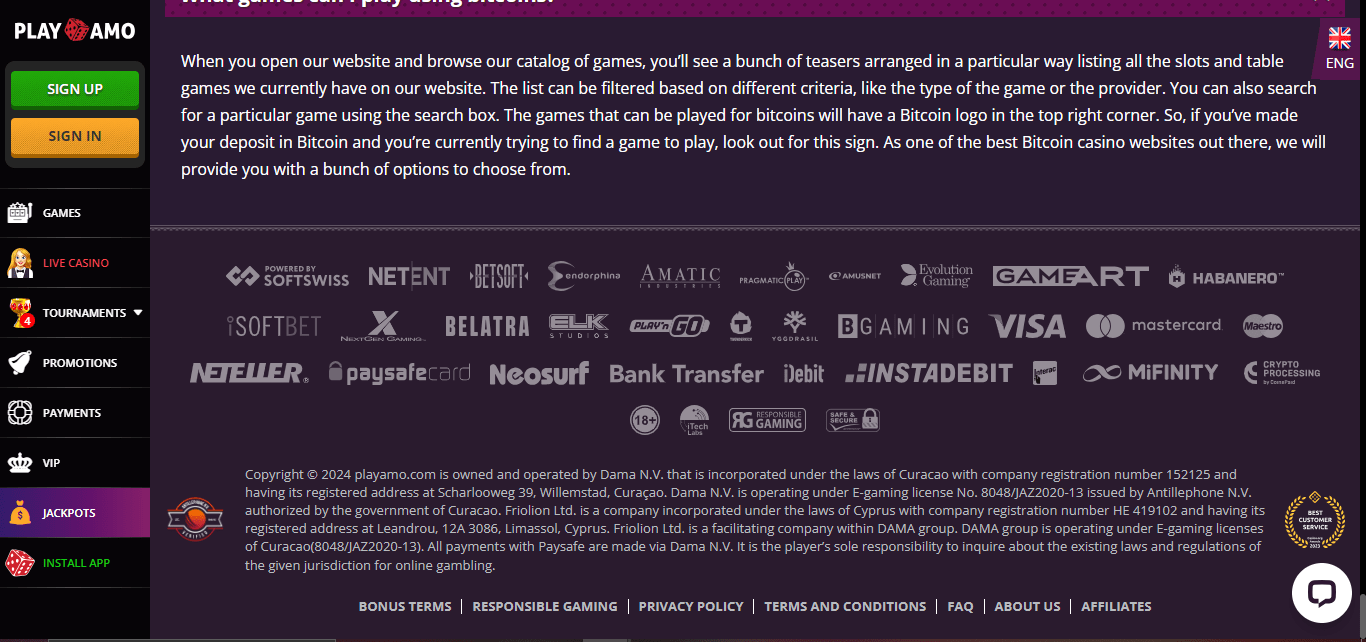 What games can I play using bitcoins?
PLAY AMO
ENG
SIGN UP
SIGN IN
When you open our website and browse our catalog of games, you’ll see a bunch of teasers arranged in a particular way listing all the slots and table
games we currently have on our website. The list can be filtered based on different criteria, like the type of the game or the provider. You can also search
for a particular game using the search box. The games that can be played for bitcoins will have a Bitcoin logo in the top right corner. So, if you’ve made
your deposit in Bitcoin and you’re currently trying to find a game to play, look out for this sign. As one of the best Bitcoin casino websites out there, we will
provide you with a bunch of options to choose from.
GAMES
LIVE CASINO
4
TOURNAMENTS
PROMOTIONS
PAYMENTS
VIP
JACKPOTS
INSTALL APP
POWERED BY
SOFTSWISS
NETENT
BETSOFT
endorphina
AMATIC
INDUSTRIES
PRAGMATIC PLAY
AMUSNET
Evolution
Gaming
GAMEART
HABANERO™
iSOFTBET
NEXTGEN GAMING
BELATRA
ELK
STUDIOS
PLAY'n GO
THUNDERKICK
YGGDRASIL
BGAMING
VISA
mastercard
Maestro
NETELLER
paysafecard
Neosurf
Bank Transfer
iDebit
INSTADEBIT
Interac
MiFINITY
CRYPTO
PROCESSING
by CoinsPaid
18+
iTech
Labs
RG RESPONSIBLE
GAMING
SAFE &
SECURE
Copyright © 2024 playamo.com is owned and operated by Dama N.V. that is incorporated under the laws of Curacao with company registration number 152125 and
having its registered address at Scharlooweg 39, Willemstad, Curaçao. Dama N.V. is operating under E-gaming license No. 8048/JAZ2020-13 issued by Antillephone N.V.
authorized by the government of Curacao. Friolion Ltd. is a company incorporated under the laws of Cyprus with company registration number HE 419102 and having its
registered address at Leandrou, 12A 3086, Limassol, Cyprus. Friolion Ltd. is a facilitating company within DAMA group. DAMA group is operating under E-gaming licenses
of Curacao(8048/JAZ2020-13). All payments with Paysafe are made via Dama N.V. It is the player’s sole responsibility to inquire about the existing laws and regulations of
the given jurisdiction for online gambling.
BEST
CUSTOMER
SERVICE
2023
BONUS TERMS
RESPONSIBLE GAMING
PRIVACY POLICY
TERMS AND CONDITIONS
FAQ
ABOUT US
AFFILIATES